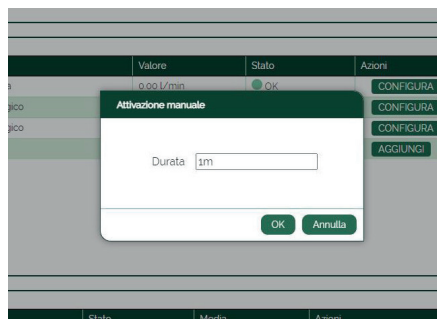 Valore Stato Azioni
a 0.00 l/min OK CONFIGURA
gico CONFIGURA
gico CONFIGURA
AGGIUNGI
Attivazione manuale
Durata 1m
OK Annulla
Stato Media Azioni